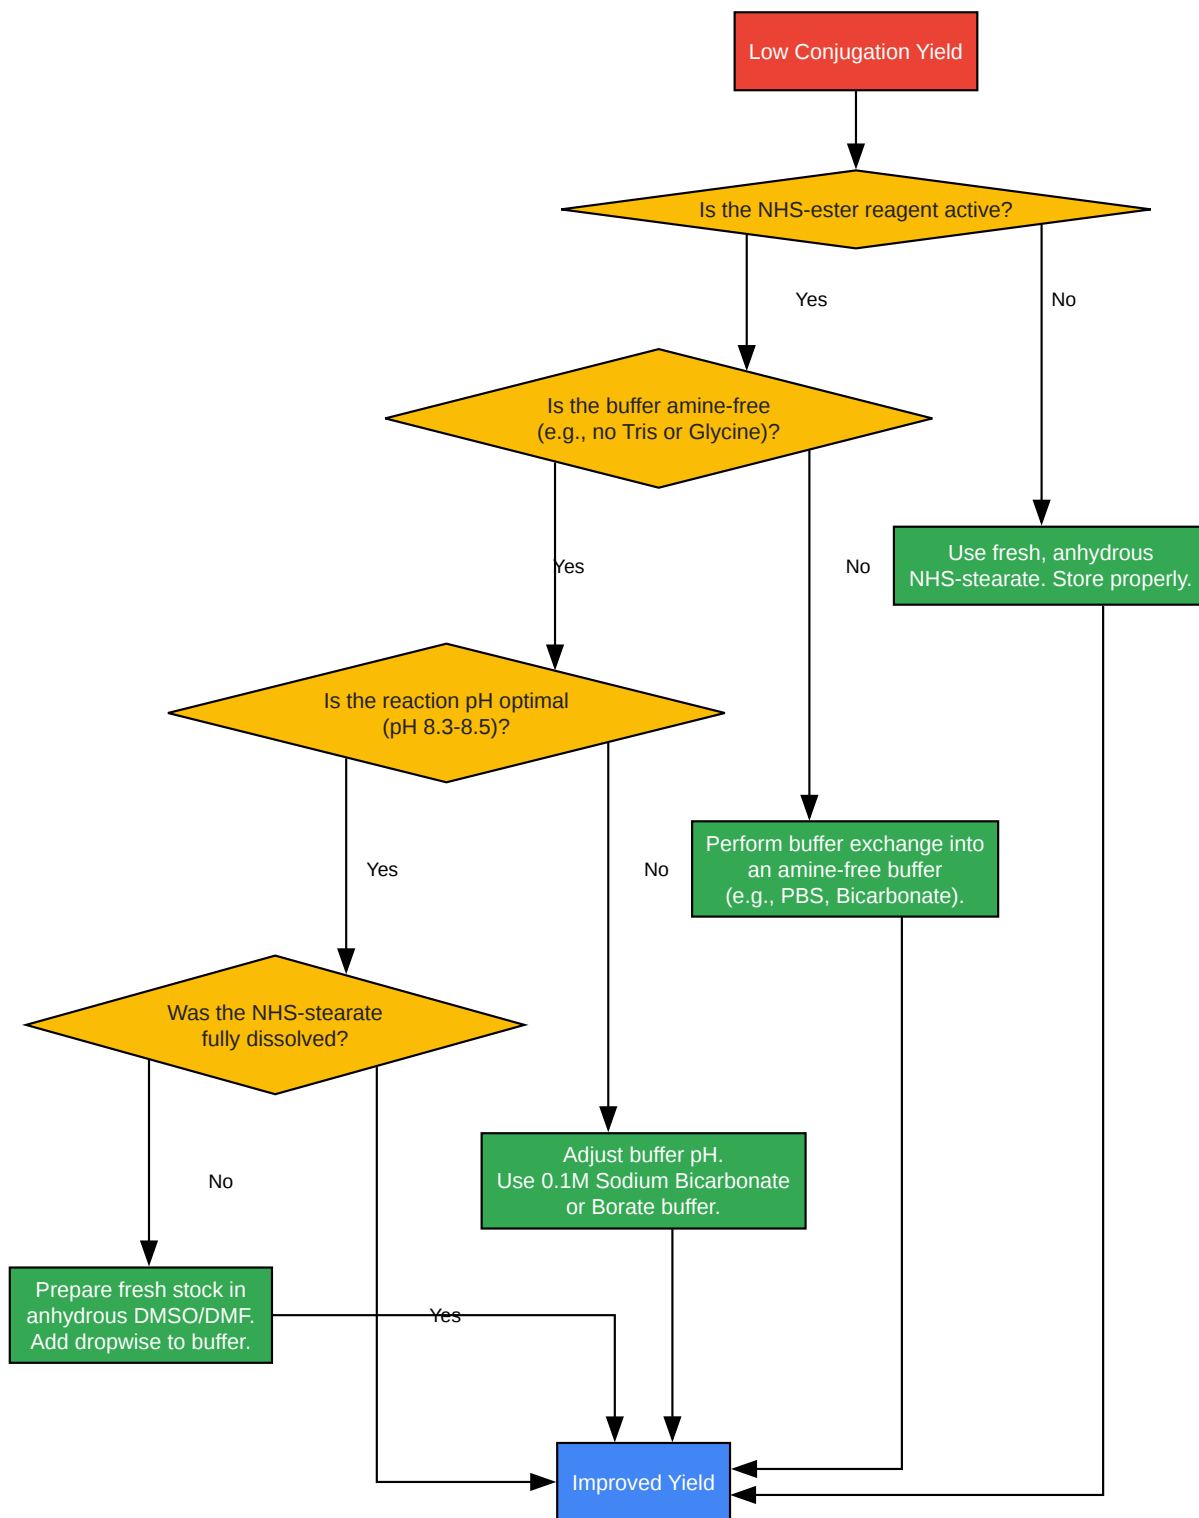 Low Conjugation Yield
Is the NHS-ester reagent active?
Yes
No
Is the buffer amine-free
(e.g., no Tris or Glycine)?
Use fresh, anhydrous
NHS-stearate. Store properly.
Yes
No
Is the reaction pH optimal
(pH 8.3-8.5)?
Perform buffer exchange into
an amine-free buffer
(e.g., PBS, Bicarbonate).
Yes
No
Was the NHS-stearate
fully dissolved?
Adjust buffer pH.
Use 0.1M Sodium Bicarbonate
or Borate buffer.
No
Prepare fresh stock in
anhydrous DMSO/DMF.
Add dropwise to buffer.
Yes
Improved Yield